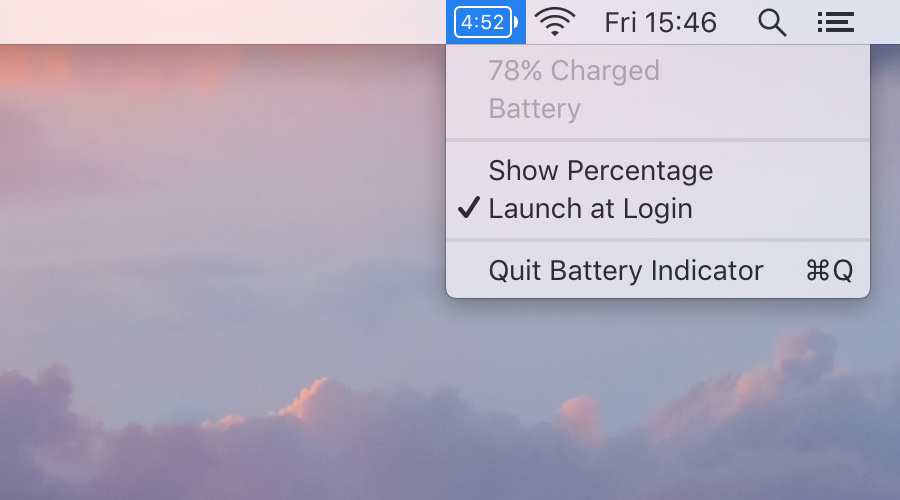 4:52 Fri 15:46
78% Charged
Battery
Show Percentage
✓ Launch at Login
Quit Battery Indicator ⌘Q